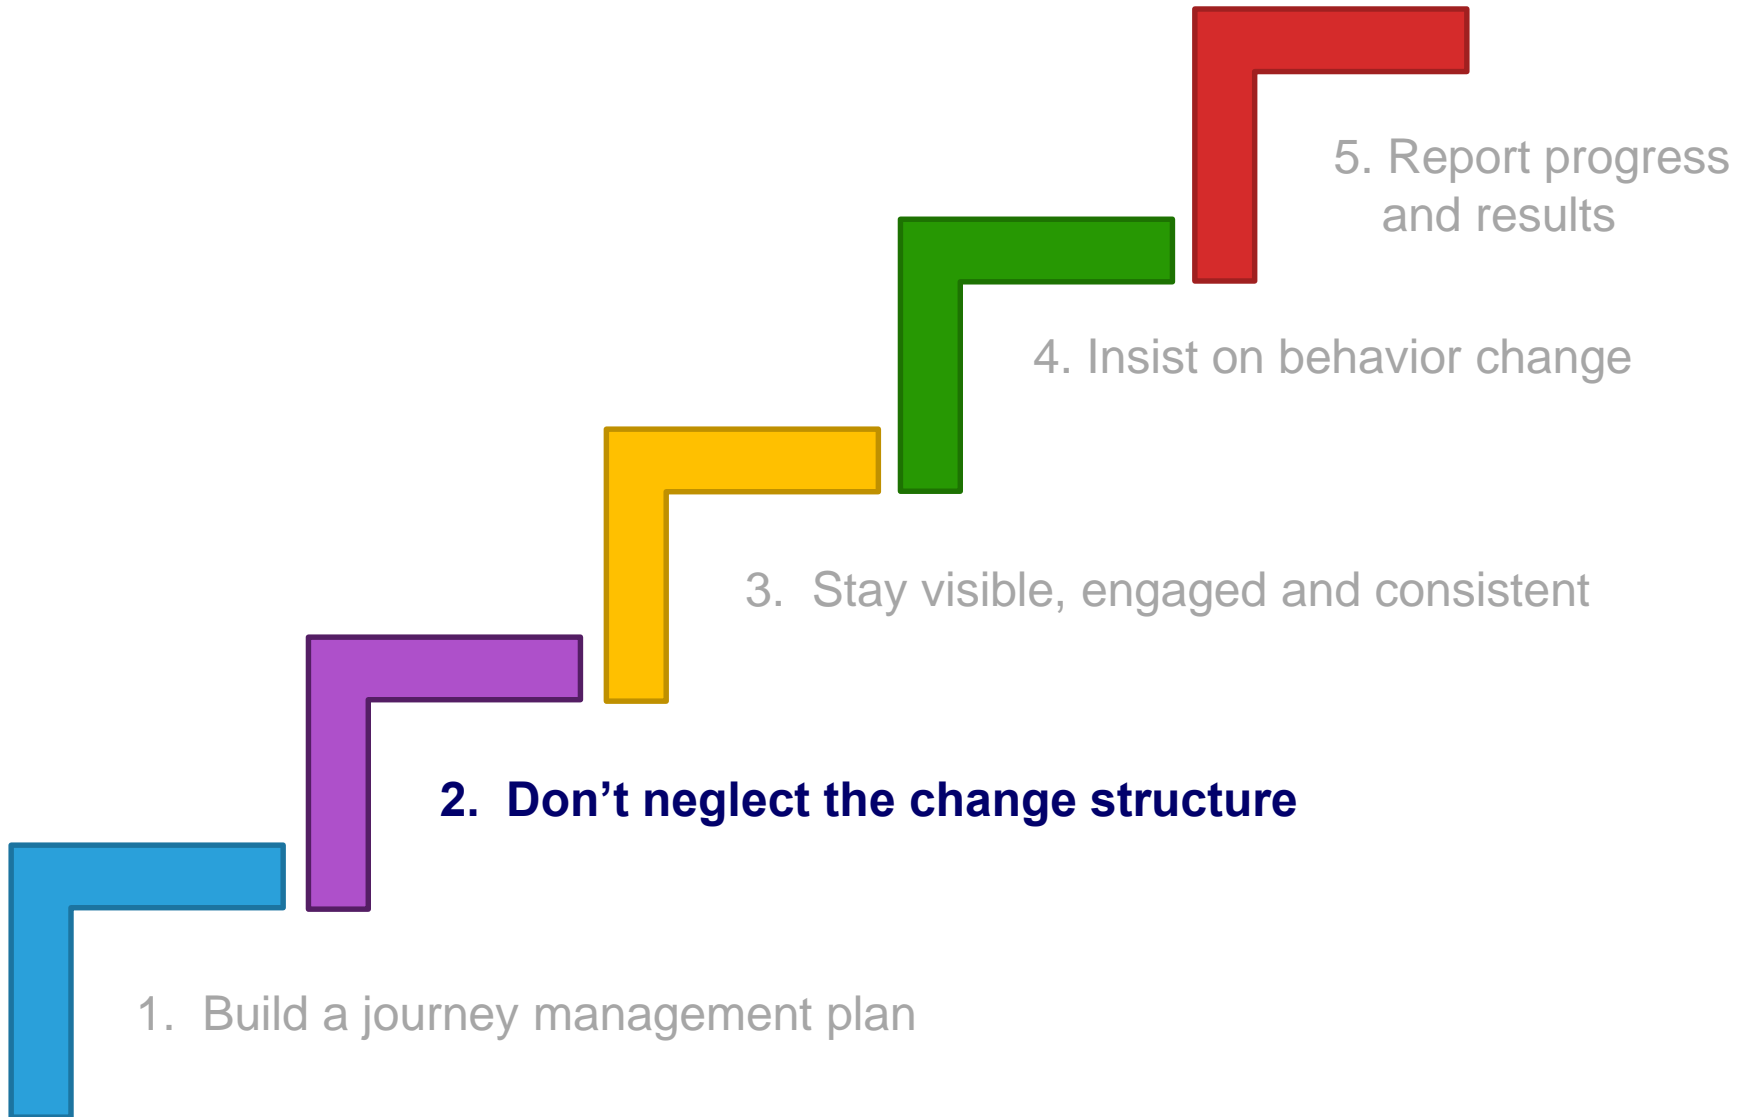 5. Report progress
and results
4. Insist on behavior change
3. Stay visible, engaged and consistent
2. Don’t neglect the change structure
1. Build a journey management plan